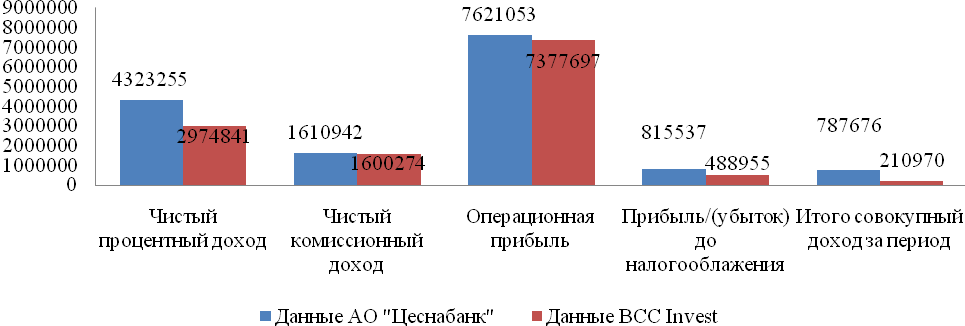 9000000
8000000
7000000
6000000
5000000
4000000
3000000
2000000
1000000
0
4323255
2974841
1610942
1600274
7621053
7377697
815537
488955
787676
210970
Чистый
процентный доход
Чистый
комиссионный
доход
Операционная
прибыль
Прибыль/(убыток)
до
налогооблажения
Итого совокупный
доход за период
Данные АО "Цеснабанк"
Данные BCC Invest